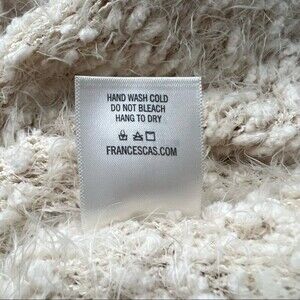 HAND WASH COLD
DO NOT BLEACH
HANG TO DRY
FRANCESCAS.COM